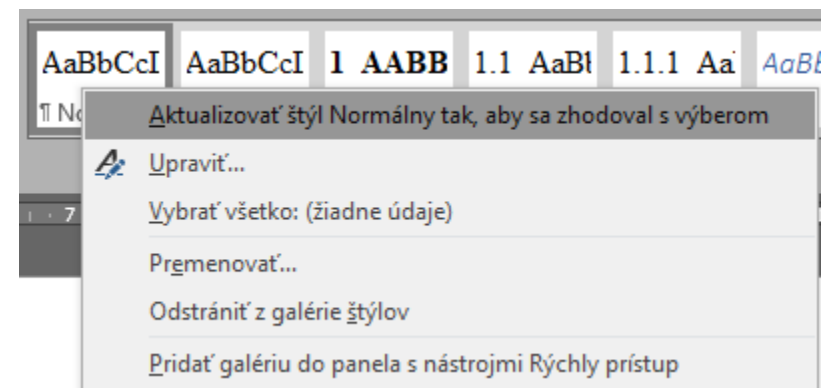 AaBbCcI AaBbCcI 1 AABB 1.1 AaBl 1.1.1 Aa AaBb
¶ No
Aktualizovať štýl Normálny tak, aby sa zhodoval s výberom
Upraviť...
7
Vybrať všetko: (žiadne údaje)
Premenovať...
Odstrániť z galérie štýlov
Pridať galériu do panela s nástrojmi Rýchly prístup